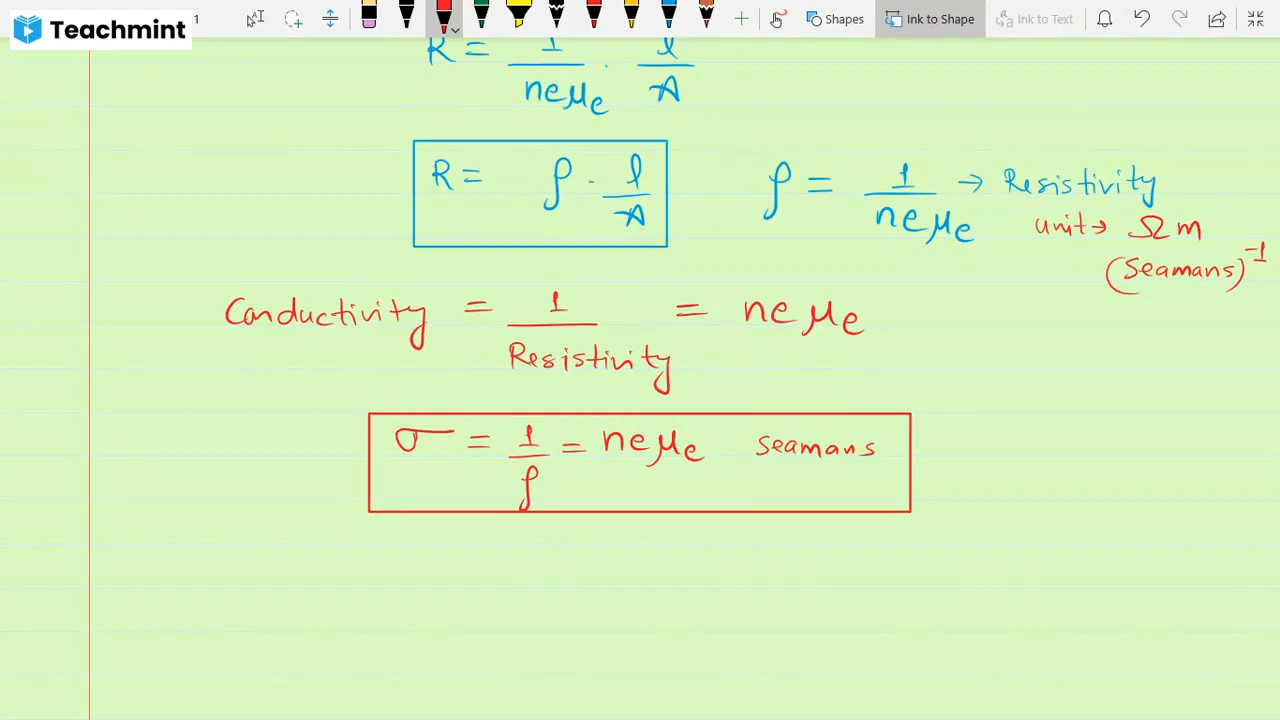 1
Shapes
Ink to Shape
Ink to Text
Teachmint
R = 1/neμe . l/A
R = ρ . l/A
ρ = 1/neμe → Resistivity
unit → Ωm
(Seamans)⁻¹
Conductivity = 1/Resistivity = neμe
σ = 1/ρ = neμe seamans